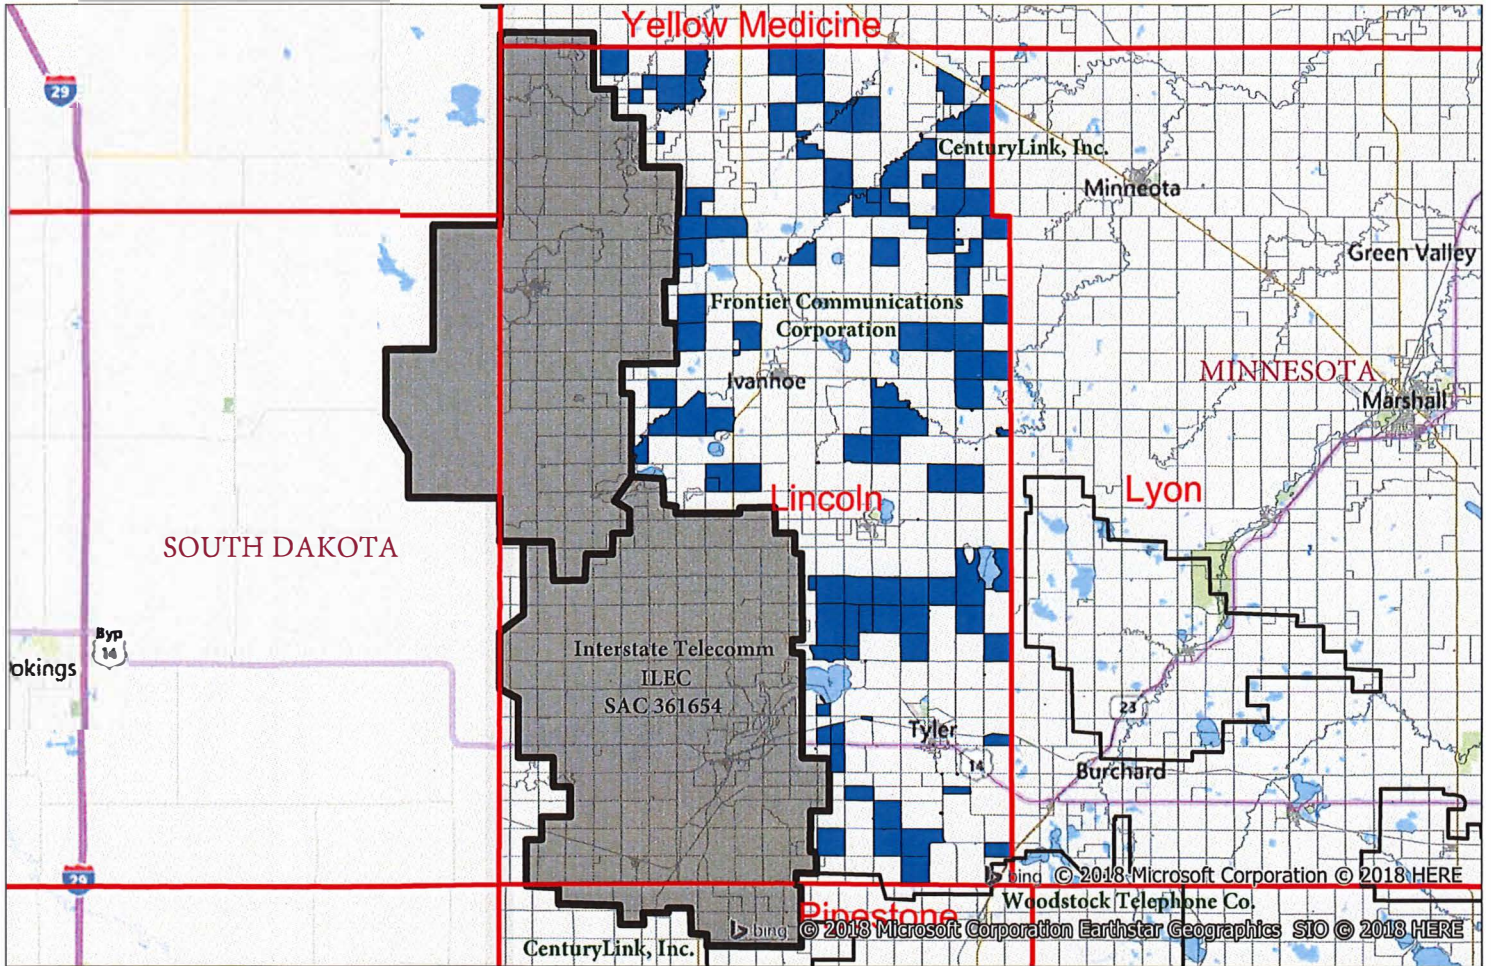 Yellow Medicine
29
CenturyLink, Inc.
Minneota
Green Valley
Frontier Communications
Corporation
Ivanhoe
MINNESOTA
Marshall
Lincoln
Lyon
SOUTH DAKOTA
Byp
14
okings
Interstate Telecomm
ILEC
SAC 361654
23
Tyler
14
Burchard
29
bing © 2018 Microsoft Corporation © 2018 HERE
Woodstock Telephone Co.
Pipestone
bing © 2018 Microsoft Corporation Earthstar Geographics SIO © 2018 HERE
CenturyLink, Inc.